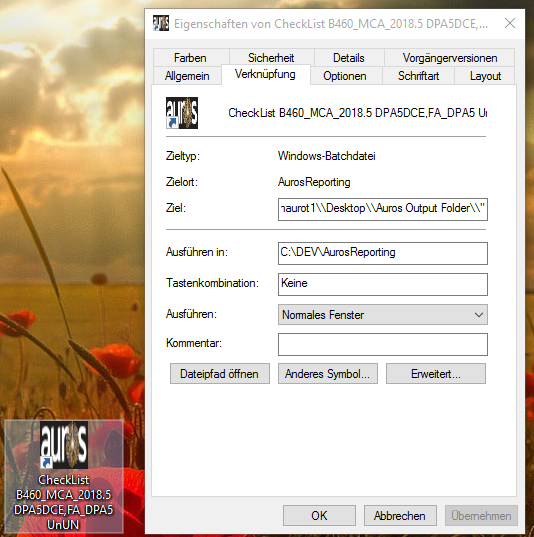 auros
Eigenschaften von CheckList B460_MCA_2018.5 DPA5DCE,...
Farben
Sicherheit
Details
Vorgängerversionen
Allgemein
Verknüpfung
Optionen
Schriftart
Layout
auros
CheckList B460_MCA_2018.5 DPA5DCE,FA_DPA5 Un
Zieltyp:
Windows-Batchdatei
Zielort:
AurosReporting
Ziel:
naurot1\\Desktop\\Auros Output Folder\\"
Ausführen in:
C:\DEV\AurosReporting
Tastenkombination:
Keine
Ausführen:
Normales Fenster
Kommentar:
Dateipfad öffnen
Anderes Symbol...
Erweitert...
OK
Abbrechen
Übernehmen
auros
CheckList
B460_MCA_2018.5
DPA5DCE,FA_DPA5
UnUN